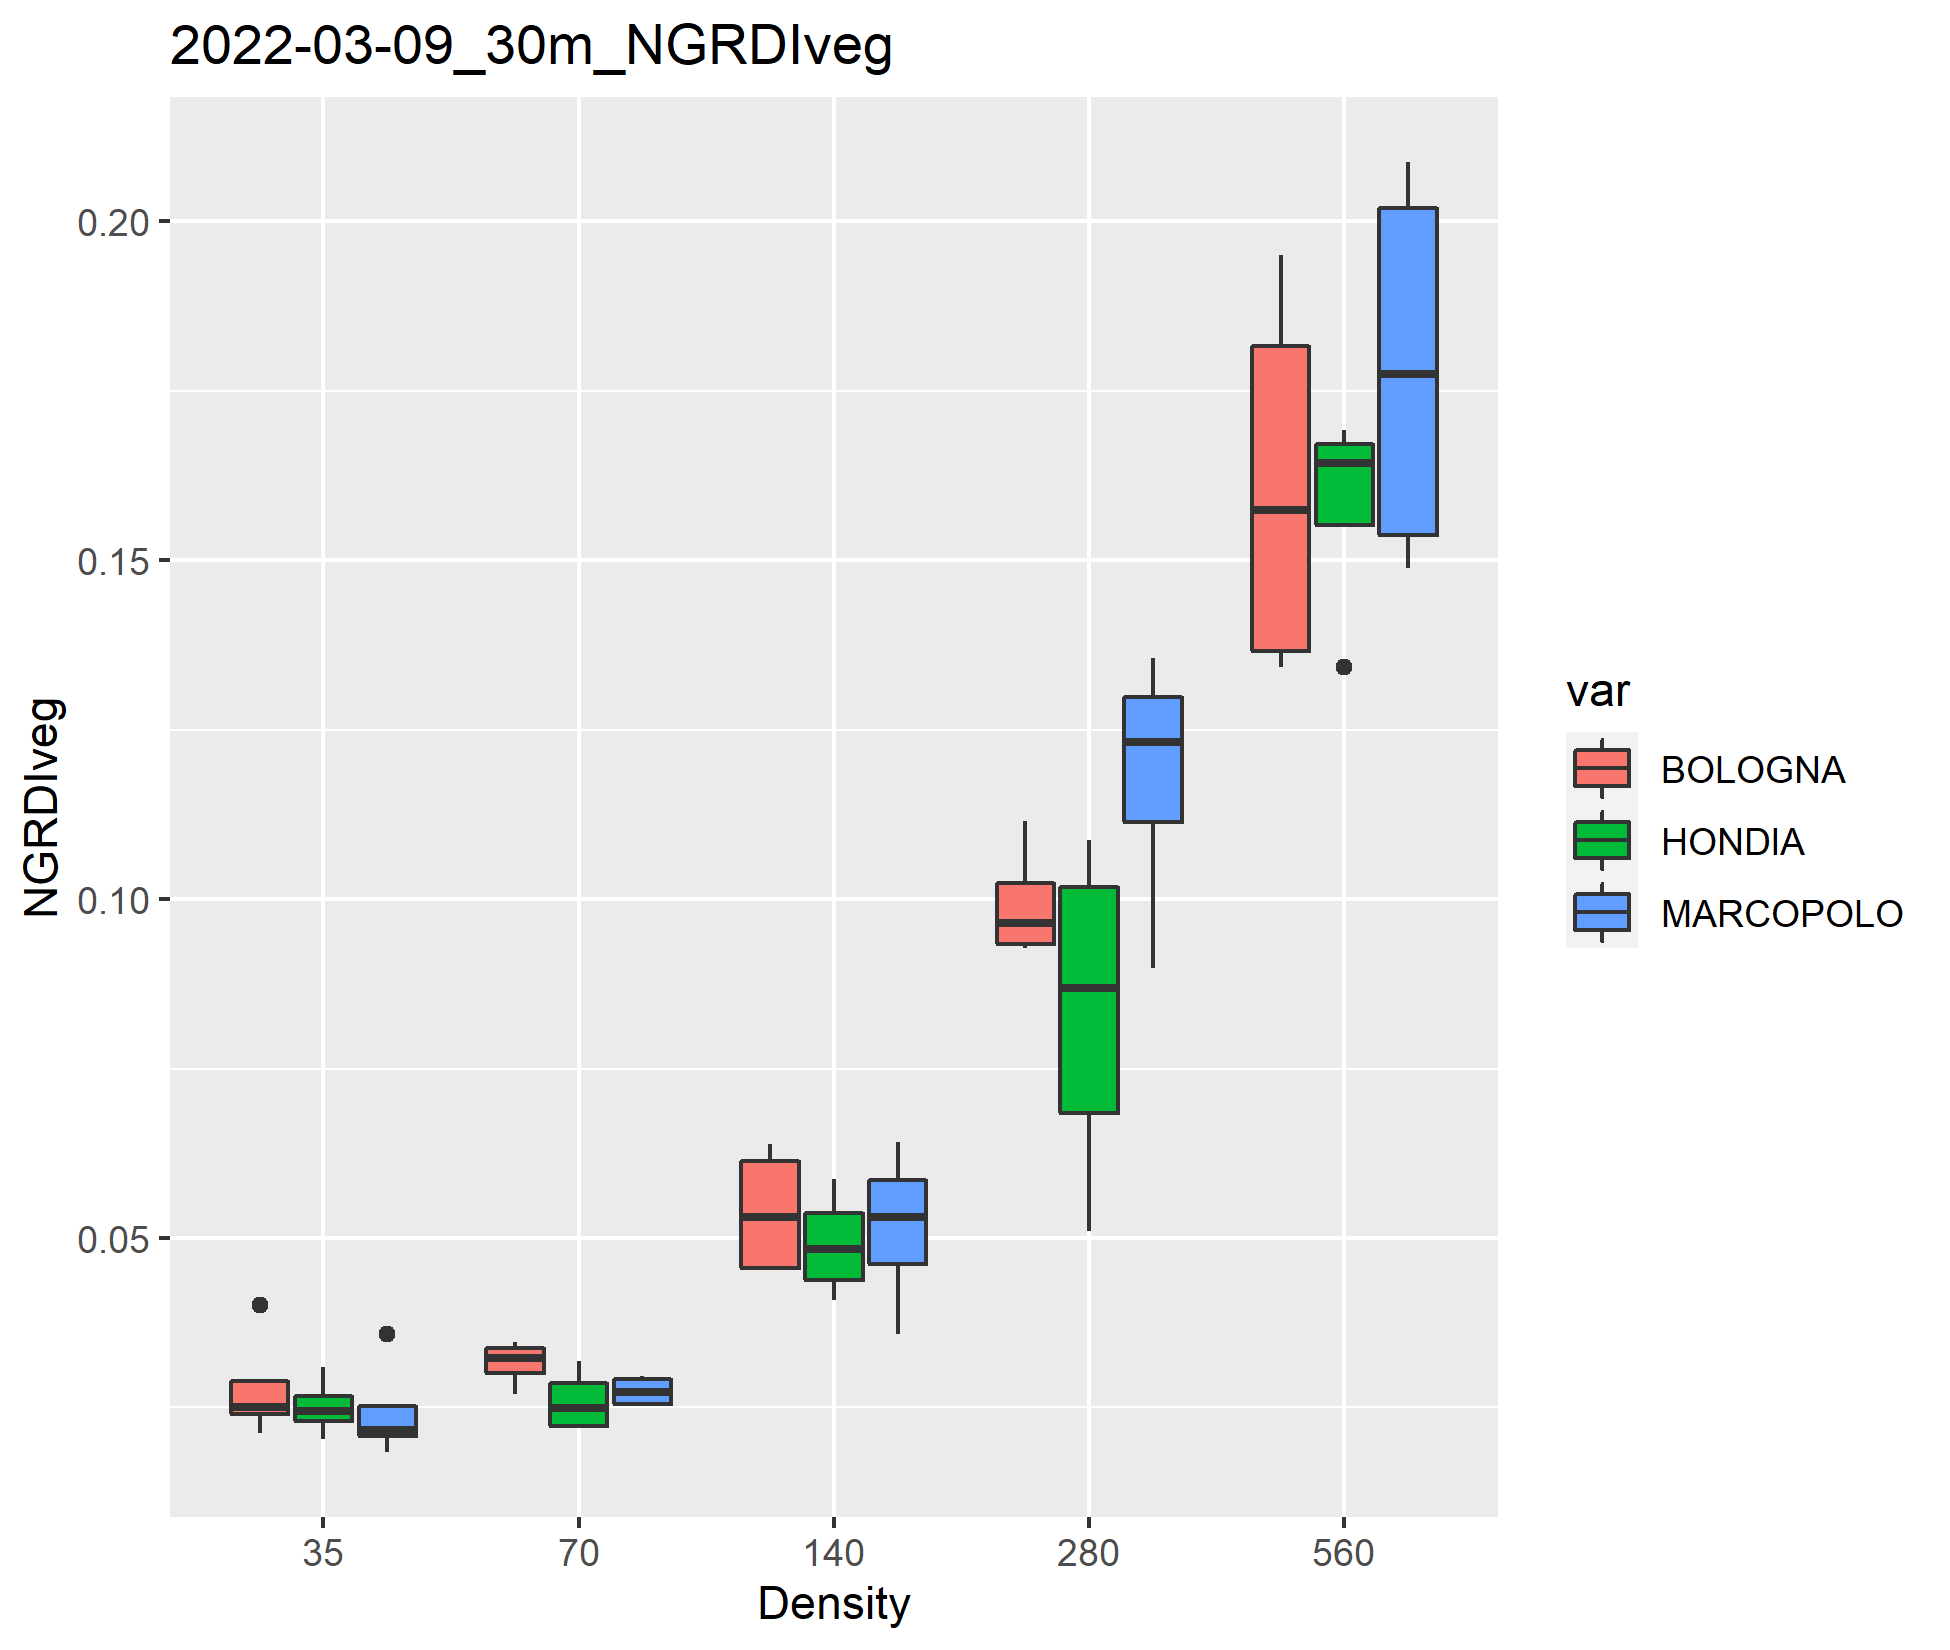 2022-03-09_30m_NGRDIveg
0.20
0.15
0.10
0.05
NGRDIveg
35 70 140 280 560
Density
var
BOLOGNA
HONDIA
MARCOPOLO